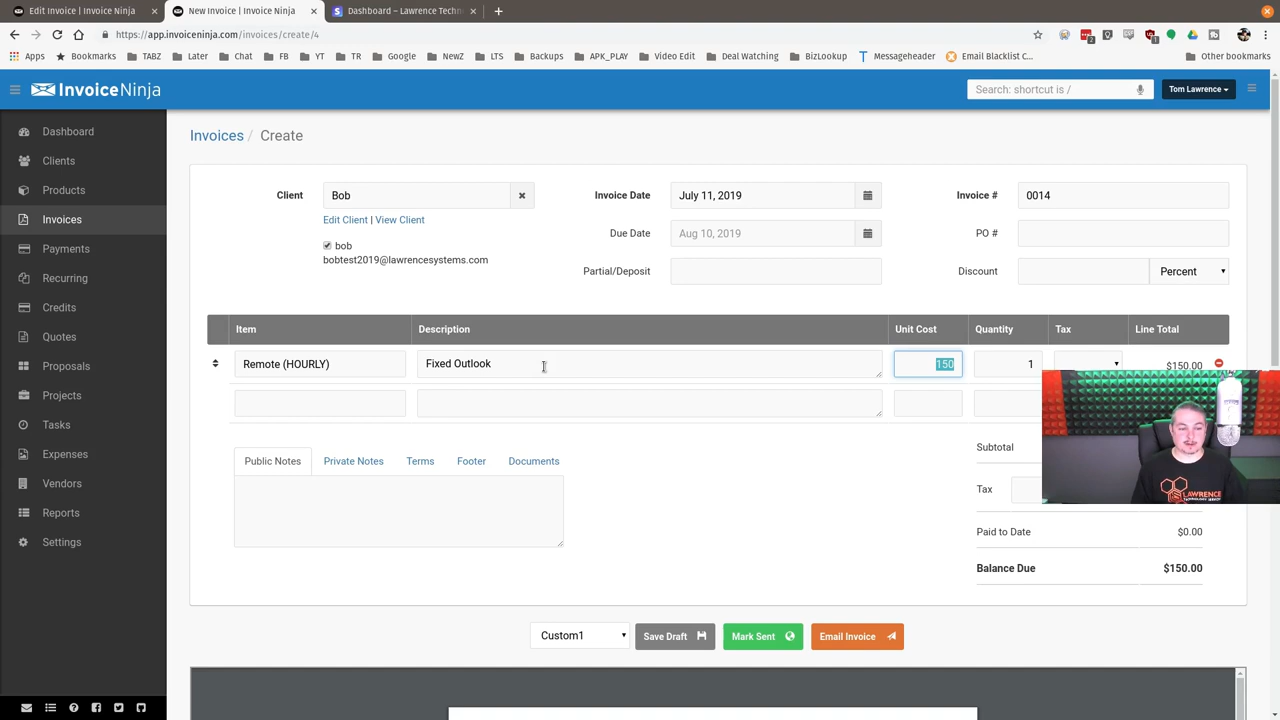 Edit Invoice | Invoice Ninja
New Invoice | Invoice Ninja
Dashboard – Lawrence Techn
https://app.invoiceninja.com/invoices/create/4
Apps
Bookmarks
TABZ
Later
Chat
FB
YT
TR
Google
NewZ
LTS
Backups
APK_PLAY
Video Edit
Deal Watching
BizLookup
Messageheader
Email Blacklist C...
Other bookmarks
InvoiceNinja
Search: shortcut is /
Tom Lawrence
Dashboard
Clients
Products
Invoices
Payments
Recurring
Credits
Quotes
Proposals
Projects
Tasks
Expenses
Vendors
Reports
Settings
Invoices / Create
Client
Bob
Edit Client | View Client
bob
bobtest2019@lawrencesystems.com
Invoice Date
July 11, 2019
Due Date
Aug 10, 2019
Partial/Deposit
Invoice #
0014
PO #
Discount
Percent
Item Description Unit Cost Quantity Tax Line Total
Remote (HOURLY) Fixed Outlook 150 1 $150.00
Public Notes
Private Notes
Terms
Footer
Documents
Subtotal
Tax
Paid to Date $0.00
Balance Due $150.00
Custom1
Save Draft
Mark Sent
Email Invoice
LAWRENCE